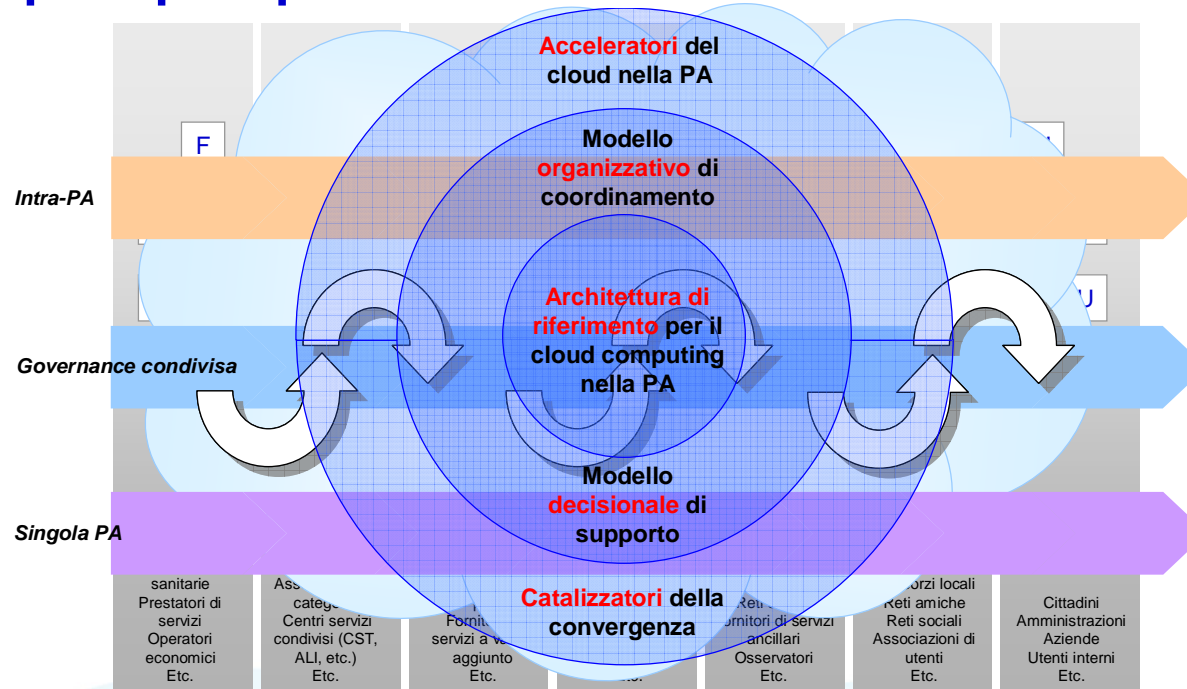 Acceleratori del
cloud nella PA
F
Modello
organizzativo di
coordinamento
Intra-PA
U
Architettura di
riferimento per il
cloud computing
nella PA
Governance condivisa
Modello
decisionale di
supporto
Singola PA
Catalizzatori della
convergenza
sanitarie
Prestatori di
servizi
Operatori
economici
Etc.
Centri servizi
condivisi (CST,
ALI, etc.)
Etc.
servizi a
aggiunto
Etc.
di servizi
ancillari
Osservatori
Etc.
locali
Reti amiche
Reti sociali
Associazioni di
utenti
Etc.
Cittadini
Amministrazioni
Aziende
Utenti interni
Etc.